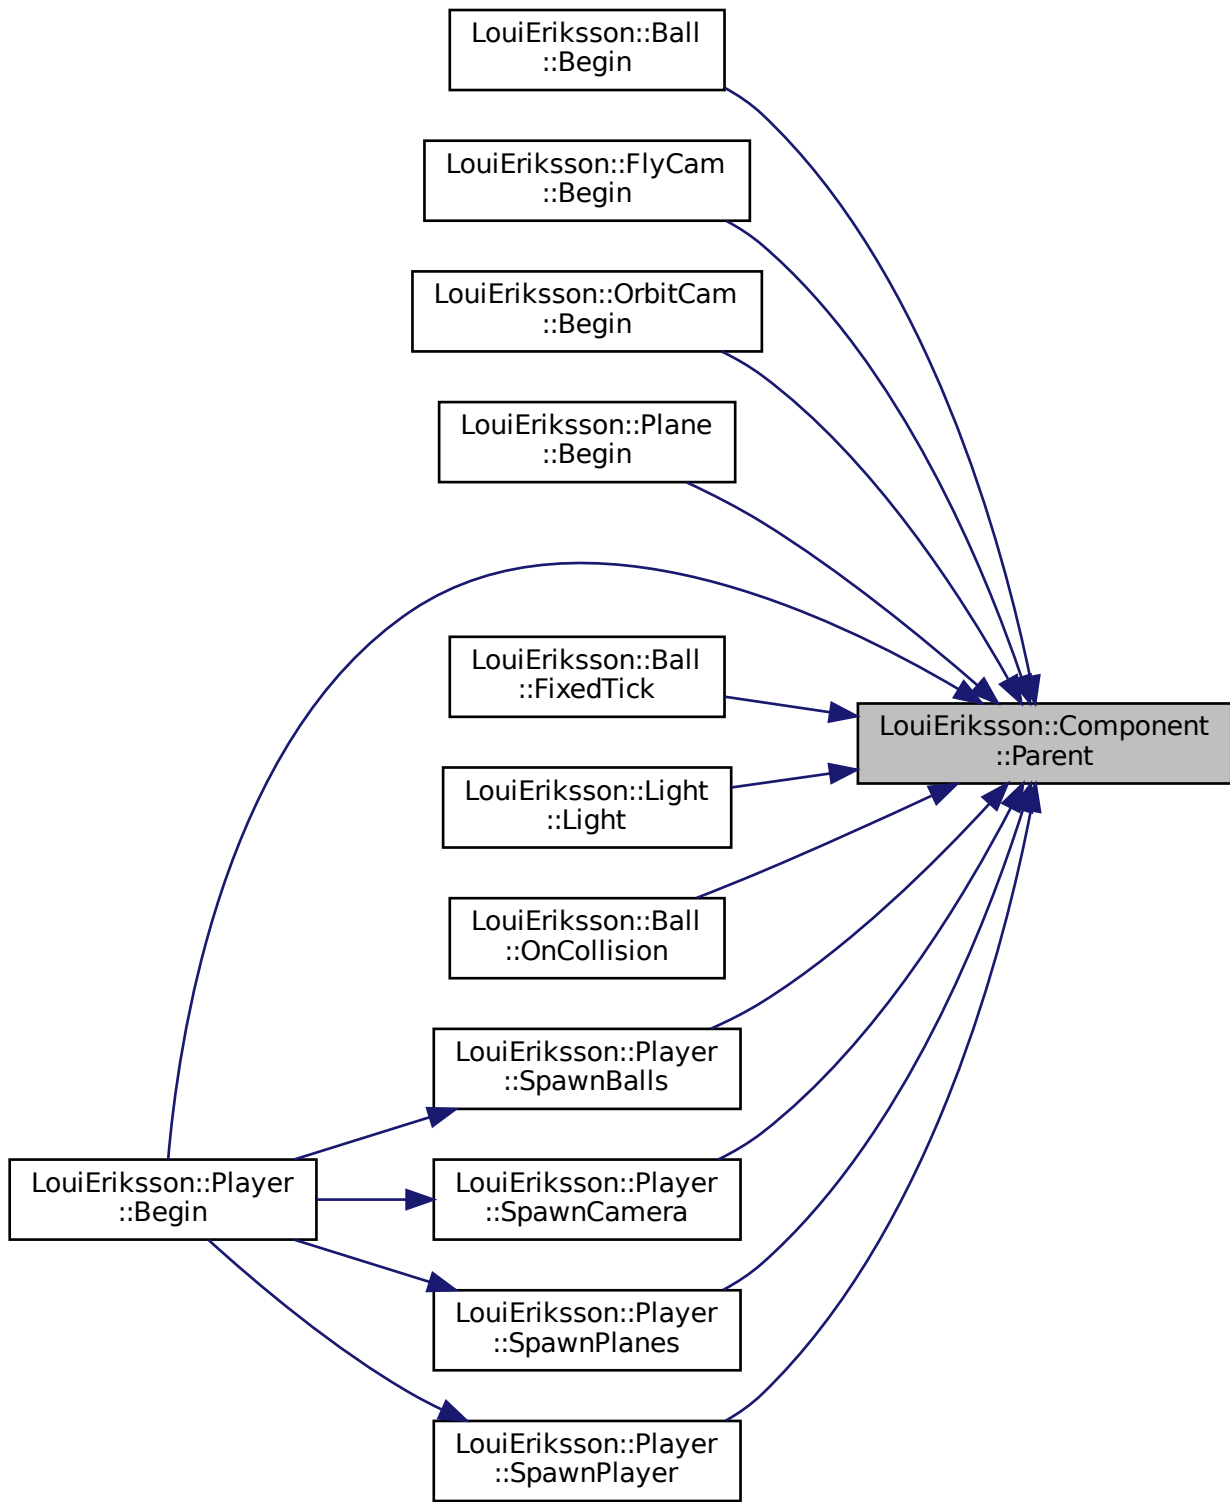 LouiEriksson::Ball
::Begin
LouiEriksson::FlyCam
::Begin
LouiEriksson::OrbitCam
::Begin
LouiEriksson::Plane
::Begin
LouiEriksson::Ball
::FixedTick
LouiEriksson::Component
::Parent
LouiEriksson::Light
::Light
LouiEriksson::Ball
::OnCollision
LouiEriksson::Player
::SpawnBalls
LouiEriksson::Player
::Begin
LouiEriksson::Player
::SpawnCamera
LouiEriksson::Player
::SpawnPlanes
LouiEriksson::Player
::SpawnPlayer